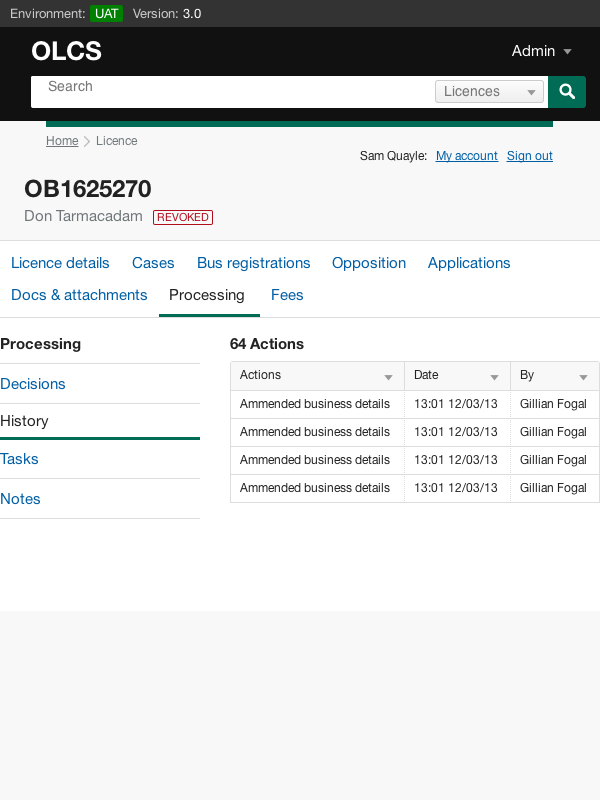 Environment: UAT Version: 3.0
OLCS Admin
Search Licences
Home Licence
Sam Quayle: My account Sign out
OB1625270
Don Tarmacadam REVOKED
Licence details Cases Bus registrations Opposition Applications
Docs & attachments Processing Fees
Processing
Decisions
History
Tasks
Notes
64 Actions
Actions Date By
Ammended business details 13:01 12/03/13 Gillian Fogal
Ammended business details 13:01 12/03/13 Gillian Fogal
Ammended business details 13:01 12/03/13 Gillian Fogal
Ammended business details 13:01 12/03/13 Gillian Fogal